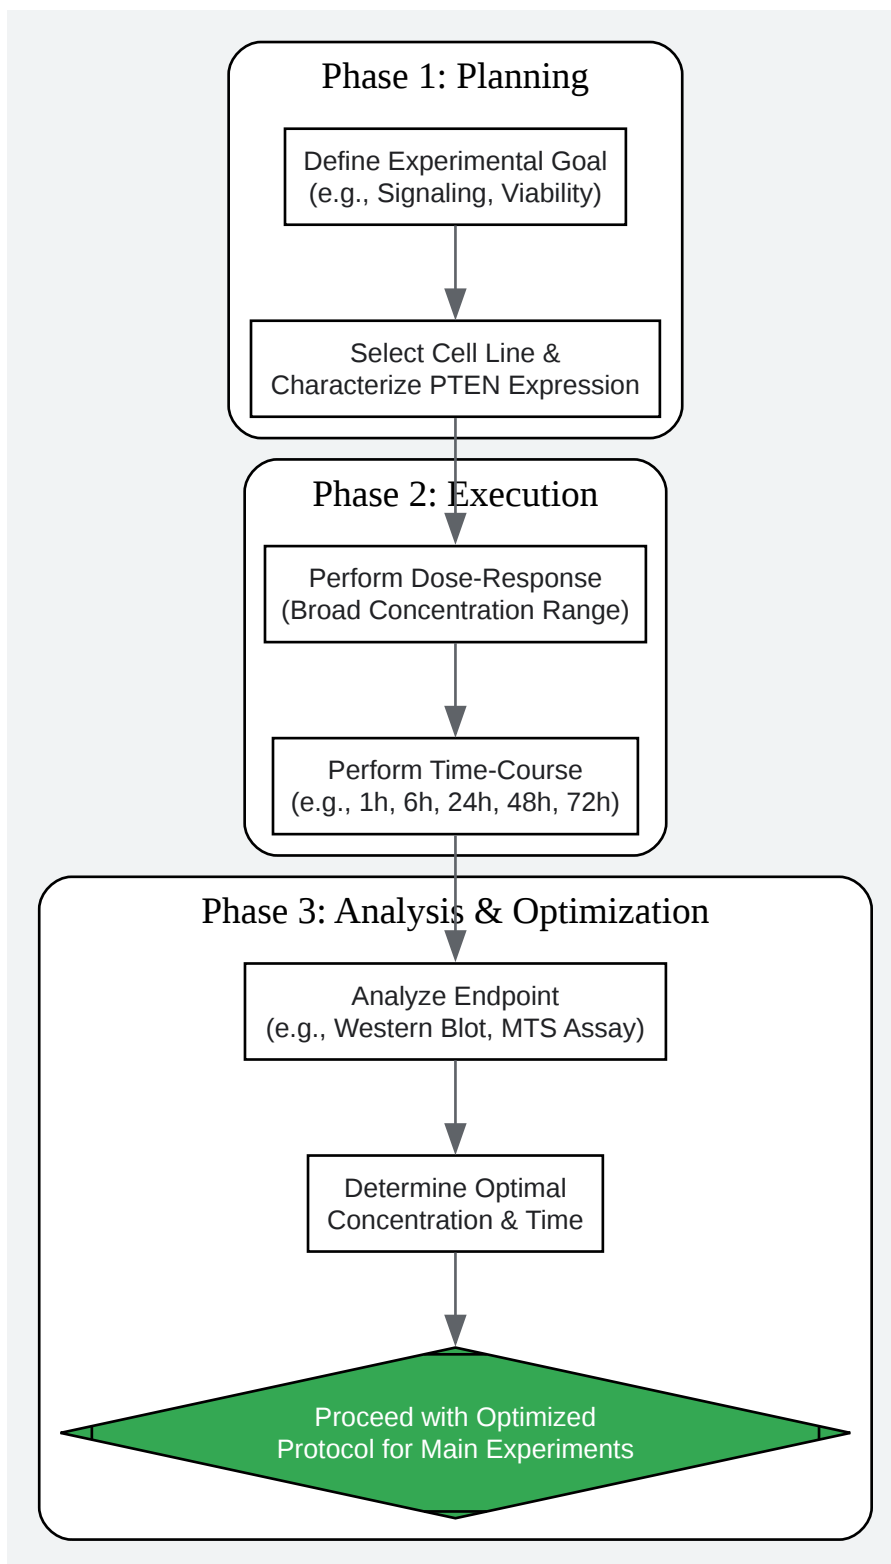 Phase 1: Planning
Define Experimental Goal
(e.g., Signaling, Viability)
Select Cell Line &
Characterize PTEN Expression
Phase 2: Execution
Perform Dose-Response
(Broad Concentration Range)
Perform Time-Course
(e.g., 1h, 6h, 24h, 48h, 72h)
Phase 3: Analysis & Optimization
Analyze Endpoint
(e.g., Western Blot, MTS Assay)
Determine Optimal
Concentration & Time
Proceed with Optimized
Protocol for Main Experiments